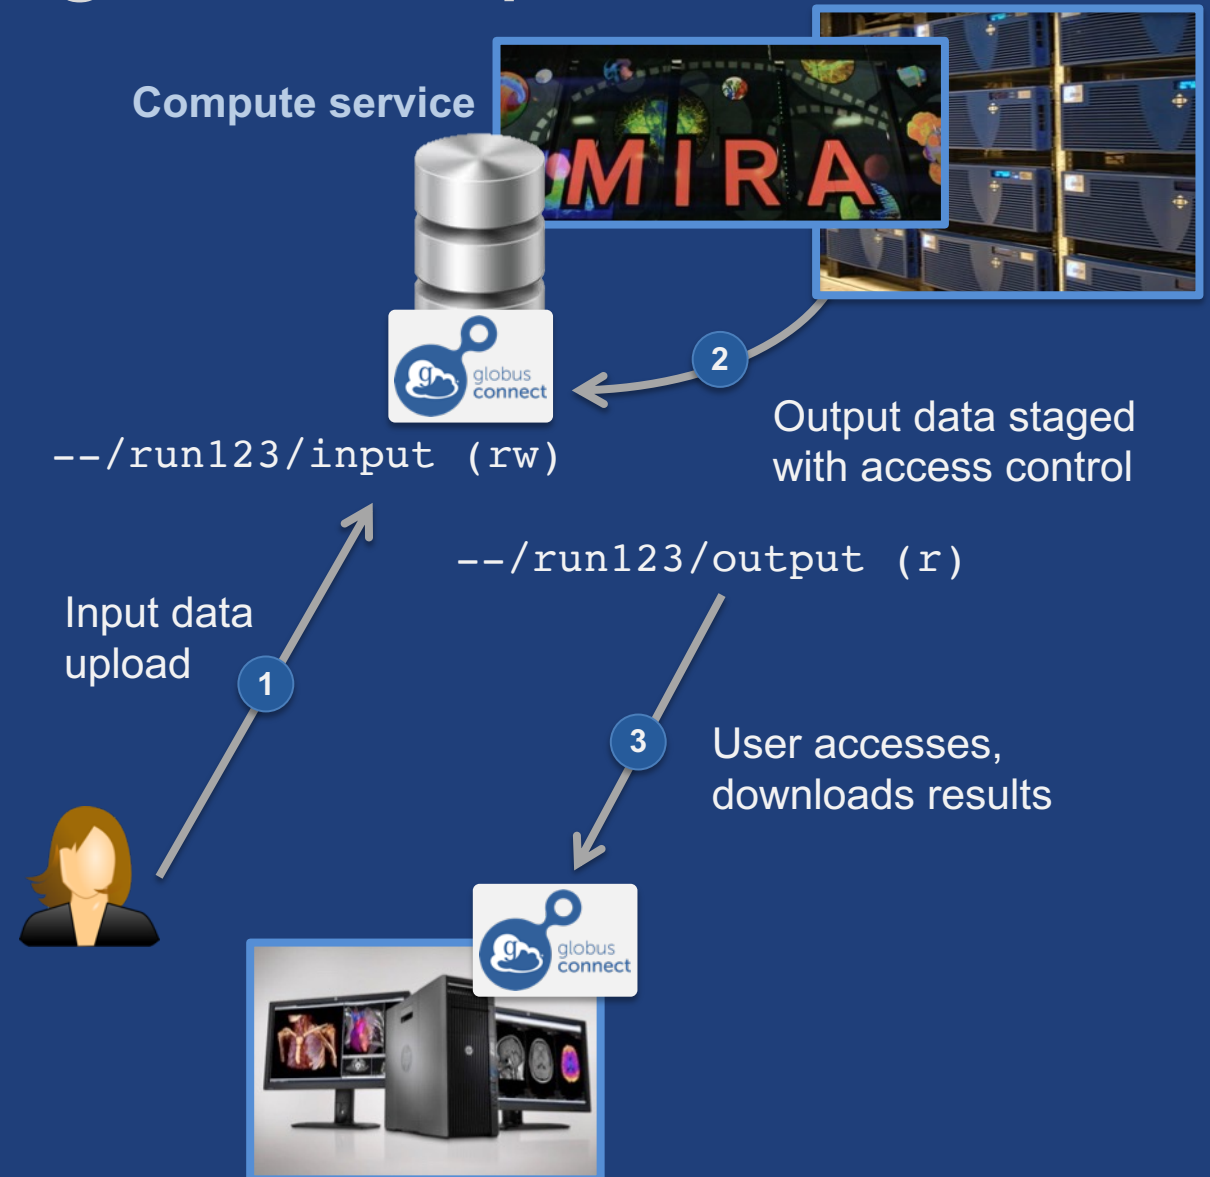 Compute service
MIRA
g
globus
connect
2
Output data staged
with access control
--/run123/input (rw)
--/run123/output (r)
Input data
upload
1
3
User accesses,
downloads results
g
globus
connect